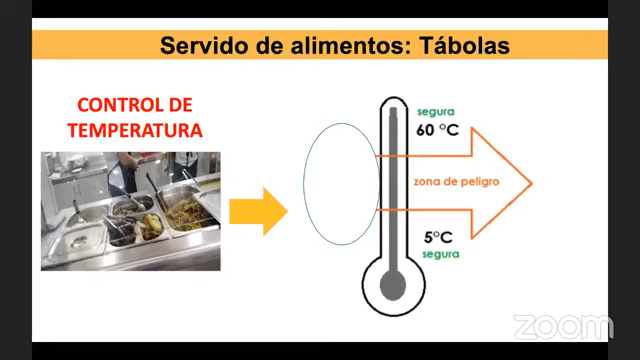 Servido de alimentos: Tábolas
CONTROL DE
TEMPERATURA
segura
60 °C
zona de peligro
5°C
segura
zoom